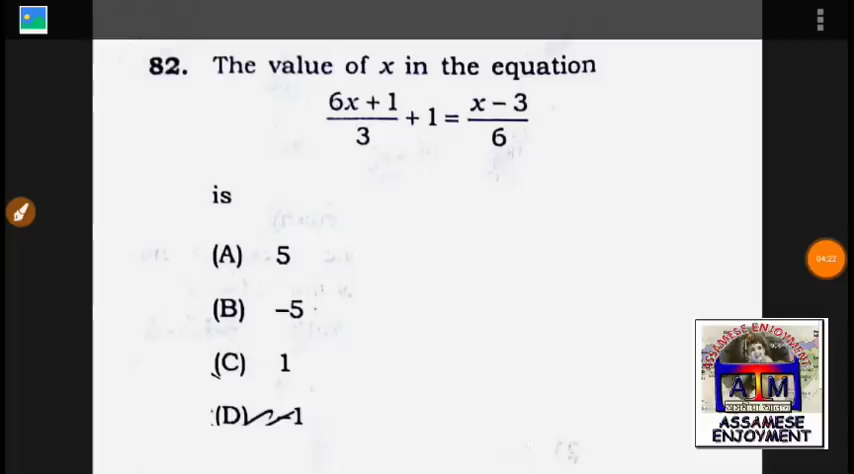 82. The value of x in the equation
6x + 1
3
+ 1 =
x − 3
6
is
(A) 5
(B) −5
(C) 1
(D) −1
04:22
ASSAMESE ENJOYMENT
ATM
ASSAMESE
ENJOYMENT